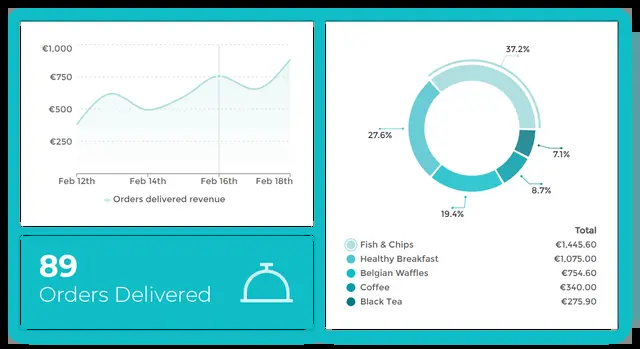 €1,000
€750
€500
€250
Feb 12th Feb 14th Feb 16th Feb 18th
Orders delivered revenue
89
Orders Delivered
37.2%
27.6%
7.1%
8.7%
19.4%
Total
Fish & Chips €1,445.60
Healthy Breakfast €1,075.00
Belgian Waffles €754.60
Coffee €340.00
Black Tea €275.90